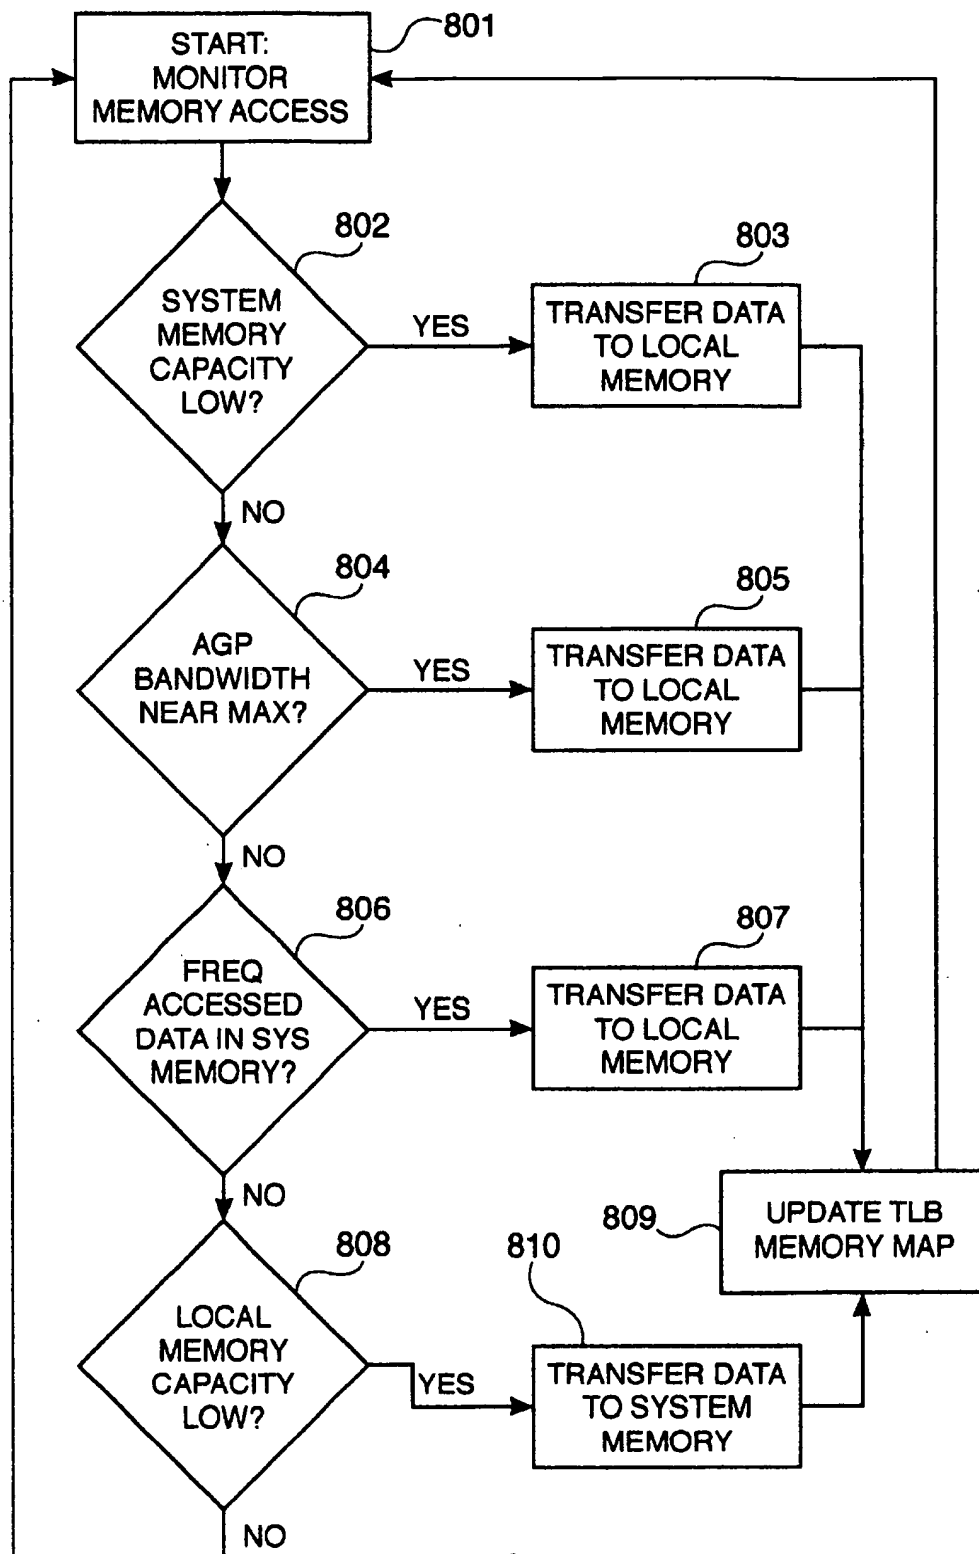 801
START:
MONITOR
MEMORY ACCESS
802
SYSTEM
MEMORY
CAPACITY
LOW?
YES
803
TRANSFER DATA
TO LOCAL
MEMORY
NO
804
AGP
BANDWIDTH
NEAR MAX?
YES
805
TRANSFER DATA
TO LOCAL
MEMORY
NO
806
FREQ
ACCESSED
DATA IN SYS
MEMORY?
YES
807
TRANSFER DATA
TO LOCAL
MEMORY
NO
809
UPDATE TLB
MEMORY MAP
808
LOCAL
MEMORY
CAPACITY
LOW?
YES
810
TRANSFER DATA
TO SYSTEM
MEMORY
NO